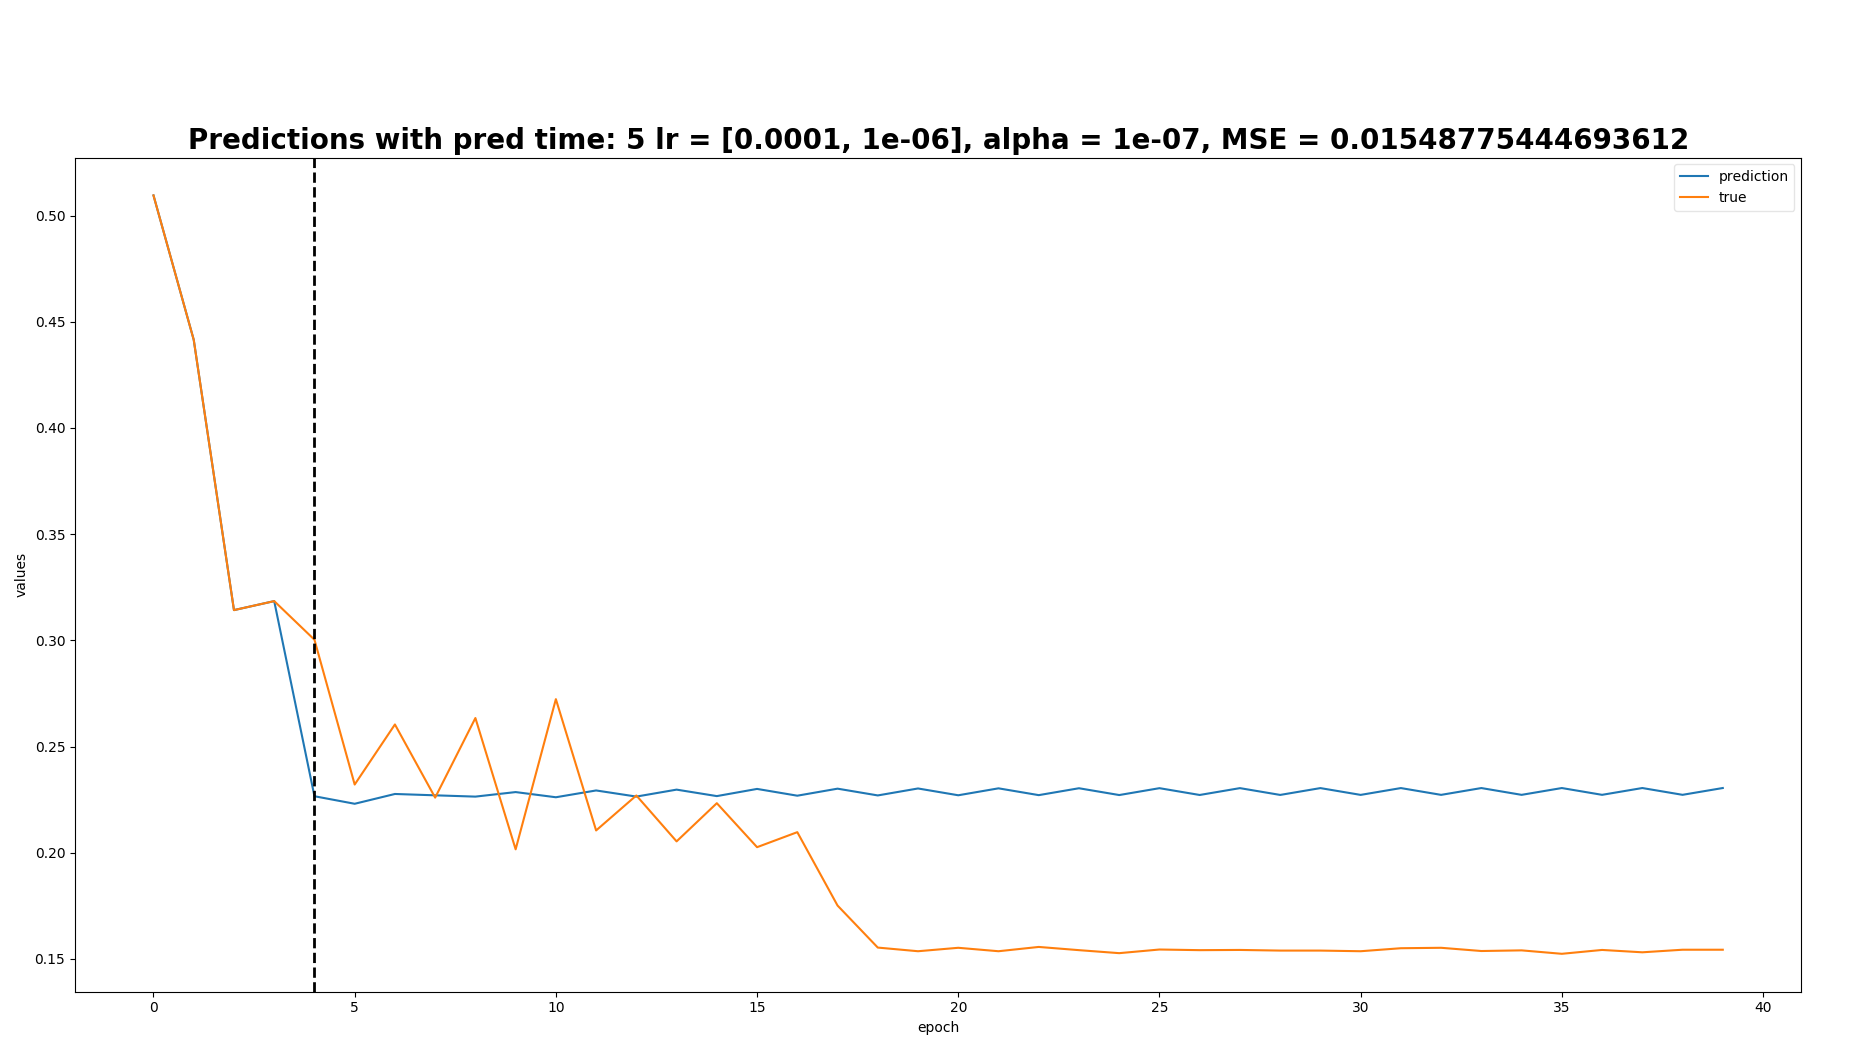 Predictions with pred time: 5 lr = [0.0001, 1e-06], alpha = 1e-07, MSE = 0.01548775444693612
prediction
true
0.50
0.45
0.40
0.35
0.30
0.25
0.20
0.15
values
0 5 10 15 20 25 30 35 40
epoch